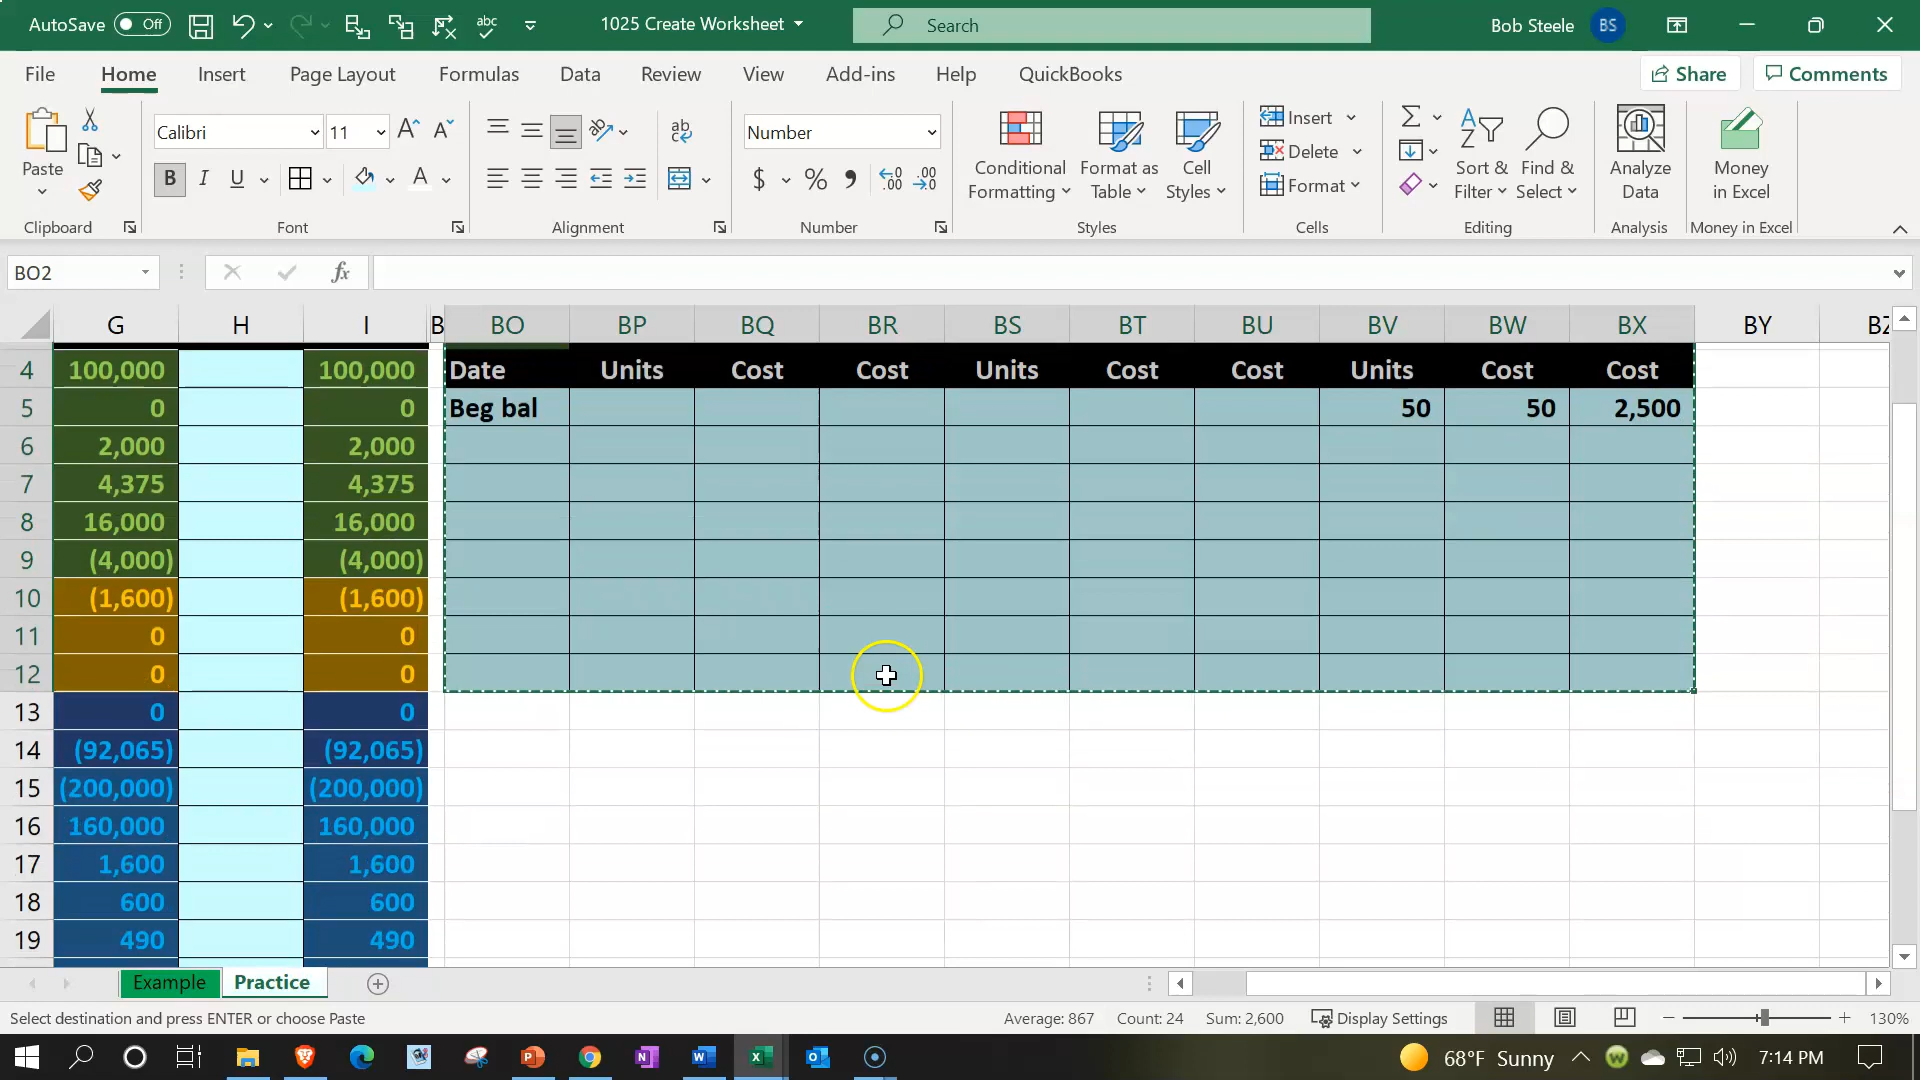 AutoSave Off 1025 Create Worksheet Search Bob Steele BS
File Home Insert Page Layout Formulas Data Review View Add-ins Help QuickBooks Share Comments
Paste
Clipboard
Calibri 11
B I U A
Font
ab
Alignment
Number
$ %
Number
Conditional Formatting
Format as Table
Cell Styles
Styles
Insert
Delete
Format
Cells
Sort & Filter
Find & Select
Editing
Analyze Data
Analysis
Money in Excel
Money in Excel
BO2 fx
G H I B BO BP BQ BR BS BT BU BV BW BX BY BZ
4 100,000 100,000 Date Units Cost Cost Units Cost Cost Units Cost Cost
5 0 0 Beg bal 50 50 2,500
6 2,000 2,000
7 4,375 4,375
8 16,000 16,000
9 (4,000) (4,000)
10 (1,600) (1,600)
11 0 0
12 0 0
13 0 0
14 (92,065) (92,065)
15 (200,000) (200,000)
16 160,000 160,000
17 1,600 1,600
18 600 600
19 490 490
Example Practice
Select destination and press ENTER or choose Paste Average: 867 Count: 24 Sum: 2,600 Display Settings 130%
68°F Sunny 7:14 PM